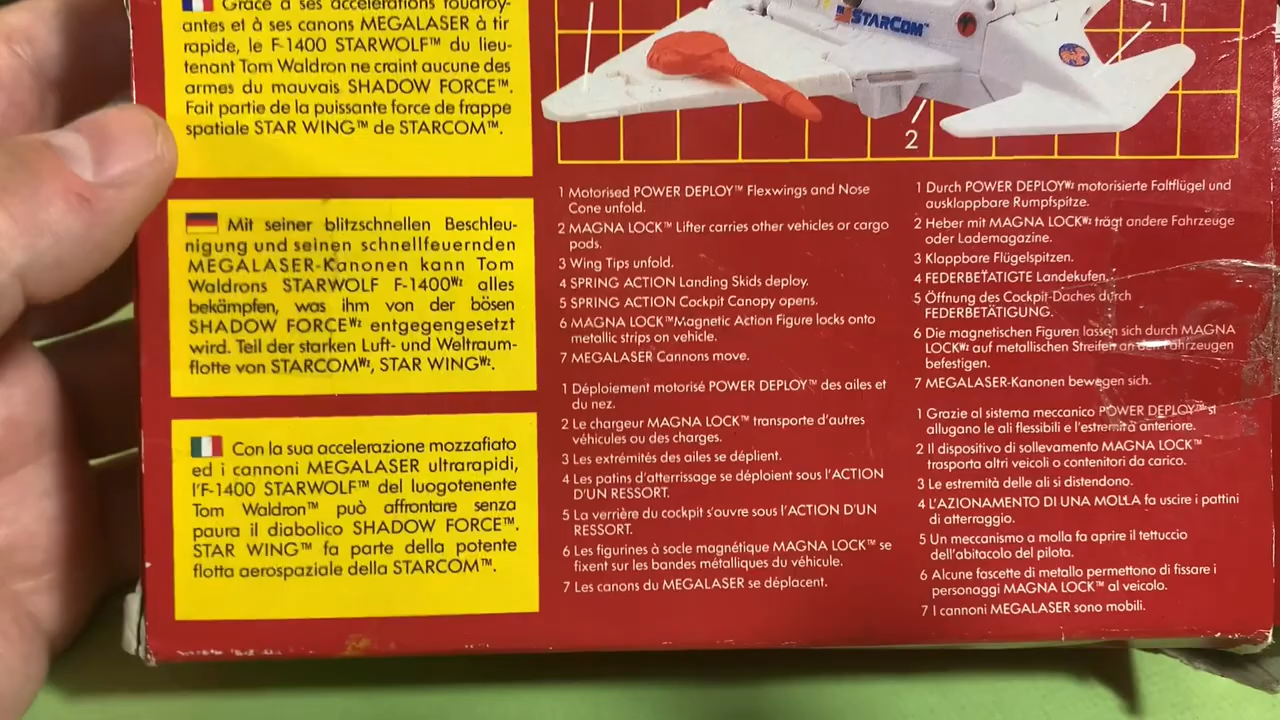 Grâce à ses accélérations foudroy-
antes et à ses canons MEGALASER à tir
rapide, le F-1400 STARWOLF™ du lieu-
tenant Tom Waldron ne craint aucune des
armes du mauvais SHADOW FORCE™.
Fait partie de la puissante force de frappe
spatiale STAR WING™ de STARCOM™.
Mit seiner blitzschnellen Beschleu-
nigung und seinen schnellfeuernden
MEGALASER-Kanonen kann Tom
Waldrons STARWOLF F-1400Wz alles
bekämpfen, was ihm von der bösen
SHADOW FORCEWz entgegengesetzt
wird. Teil der starken Luft- und Weltraum-
flotte von STARCOMWz, STAR WINGWz.
Con la sua accelerazione mozzafiato
ed i cannoni MEGALASER ultrarapidi,
l'F-1400 STARWOLF™ del luogotenente
Tom Waldron™ può affrontare senza
paura il diabolico SHADOW FORCE™.
STAR WING™ fa parte della potente
flotta aerospaziale della STARCOM™.
STARCOM™
1
2
1 Motorised POWER DEPLOY™ Flexwings and Nose
Cone unfold.
2 MAGNA LOCK™ Lifter carries other vehicles or cargo
pods.
3 Wing Tips unfold.
4 SPRING ACTION Landing Skids deploy.
5 SPRING ACTION Cockpit Canopy opens.
6 MAGNA LOCK™Magnetic Action Figure locks onto
metallic strips on vehicle.
7 MEGALASER Cannons move.
1 Déploiement motorisé POWER DEPLOY™ des ailes et
du nez.
2 Le chargeur MAGNA LOCK™ transporte d'autres
véhicules ou des charges.
3 Les extrémités des ailes se déplient.
4 Les patins d'atterrissage se déploient sous l'ACTION
D'UN RESSORT.
5 La verrière du cockpit s'ouvre sous l'ACTION D'UN
RESSORT.
6 Les figurines à socle magnétique MAGNA LOCK™ se
fixent sur les bandes métalliques du véhicule.
7 Les canons du MEGALASER se déplacent.
1 Durch POWER DEPLOYWz motorisierte Faltflügel und
ausklappbare Rumpfspitze.
2 Heber mit MAGNA LOCKWz trägt andere Fahrzeuge
oder Lademagazine.
3 Klappbare Flügelspitzen.
4 FEDERBETÄTIGTE Landekufen.
5 Öffnung des Cockpit-Daches durch
FEDERBETÄTIGUNG.
6 Die magnetischen Figuren lassen sich durch MAGNA
LOCKWz auf metallischen Streifen an den Fahrzeugen
befestigen.
7 MEGALASER-Kanonen bewegen sich.
1 Grazie al sistema meccanico POWER DEPLOY™ si
allugano le ali flessibili e l'estremità anteriore.
2 Il dispositivo di sollevamento MAGNA LOCK™
trasporta altri veicoli o contenitori da carico.
3 Le estremità delle ali si distendono.
4 L'AZIONAMENTO DI UNA MOLLA fa uscire i pattini
di atterraggio.
5 Un meccanismo a molla fa aprire il tettuccio
dell'abitacolo del pilota.
6 Alcune fascette di metallo permettono di fissare i
personaggi MAGNA LOCK™ al veicolo.
7 I cannoni MEGALASER sono mobili.